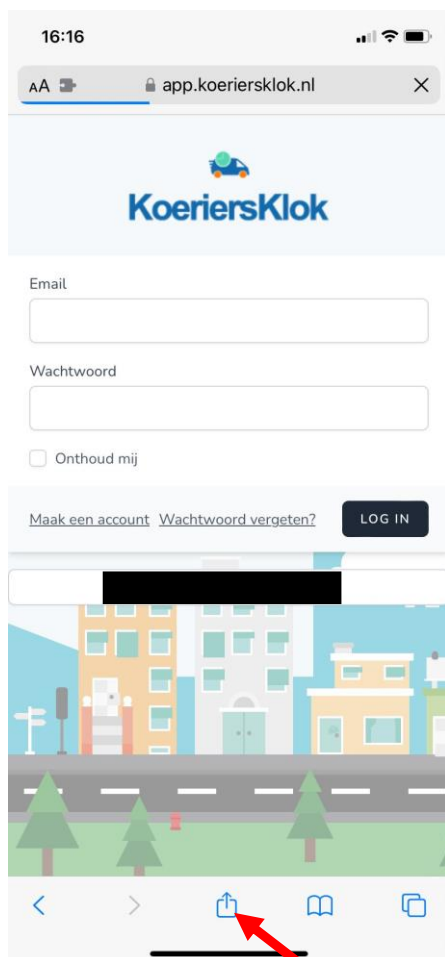 16:16
AA app.koeriersklok.nl
KoeriersKlok
Email
Wachtwoord
Onthoud mij
Maak een account Wachtwoord vergeten? LOG IN